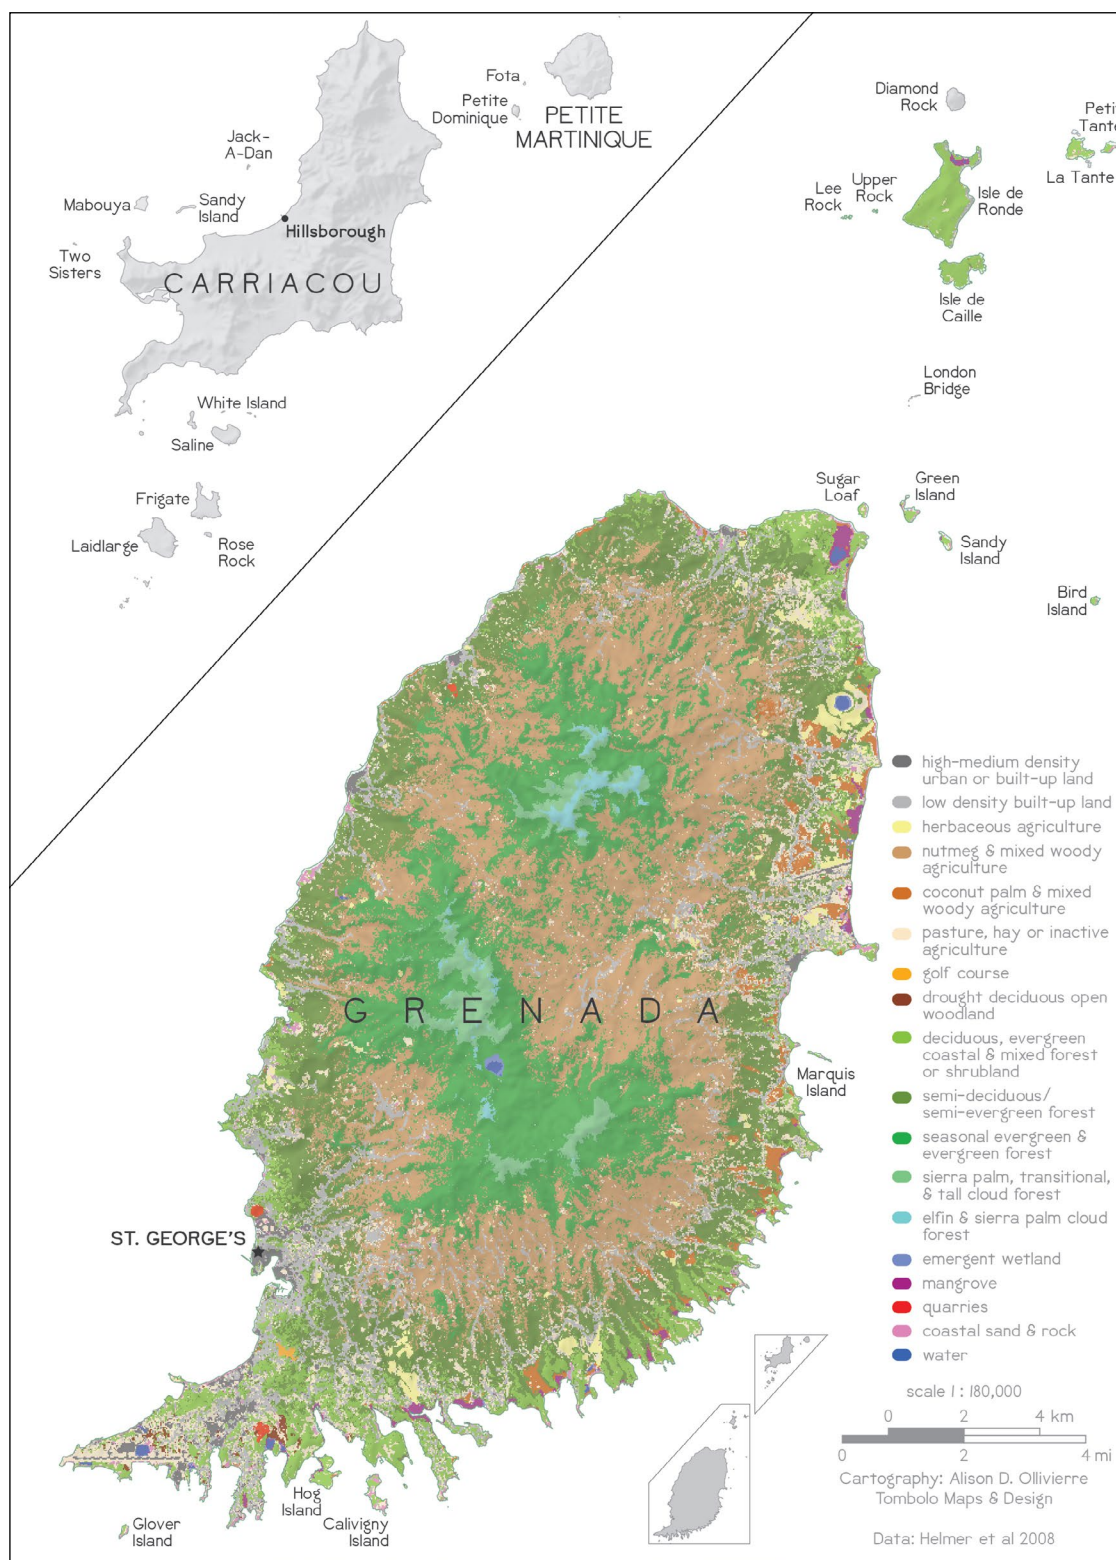 Fota
Petite
Dominique
PETITE
MARTINIQUE
Jack-
A-Dan
Mabouya
Sandy
Island
Hillsborough
Two
Sisters
CARRIACOU
White Island
Saline
Frigate
Laidlarge
Rose
Rock
Diamond
Rock
Peti
Tante
La Tante
Lee
Rock
Upper
Rock
Isle de
Ronde
Isle de
Caille
London
Bridge
Sugar
Loaf
Green
Island
Sandy
Island
Bird
Island
GRENADA
Marquis
Island
ST. GEORGE'S
Glover
Island
Hog
Island
Calivigny
Island
high-medium density
urban or built-up land
low density built-up land
herbaceous agriculture
nutmeg & mixed woody
agriculture
coconut palm & mixed
woody agriculture
pasture, hay or inactive
agriculture
golf course
drought deciduous open
woodland
deciduous, evergreen
coastal & mixed forest
or shrubland
semi-deciduous/
semi-evergreen forest
seasonal evergreen &
evergreen forest
sierra palm, transitional,
& tall cloud forest
elfin & sierra palm cloud
forest
emergent wetland
mangrove
quarries
coastal sand & rock
water
scale 1 : 180,000
0 2 4 km
0 2 4 mi
Cartography: Alison D. Ollivierre
Tombolo Maps & Design
Data: Helmer et al 2008